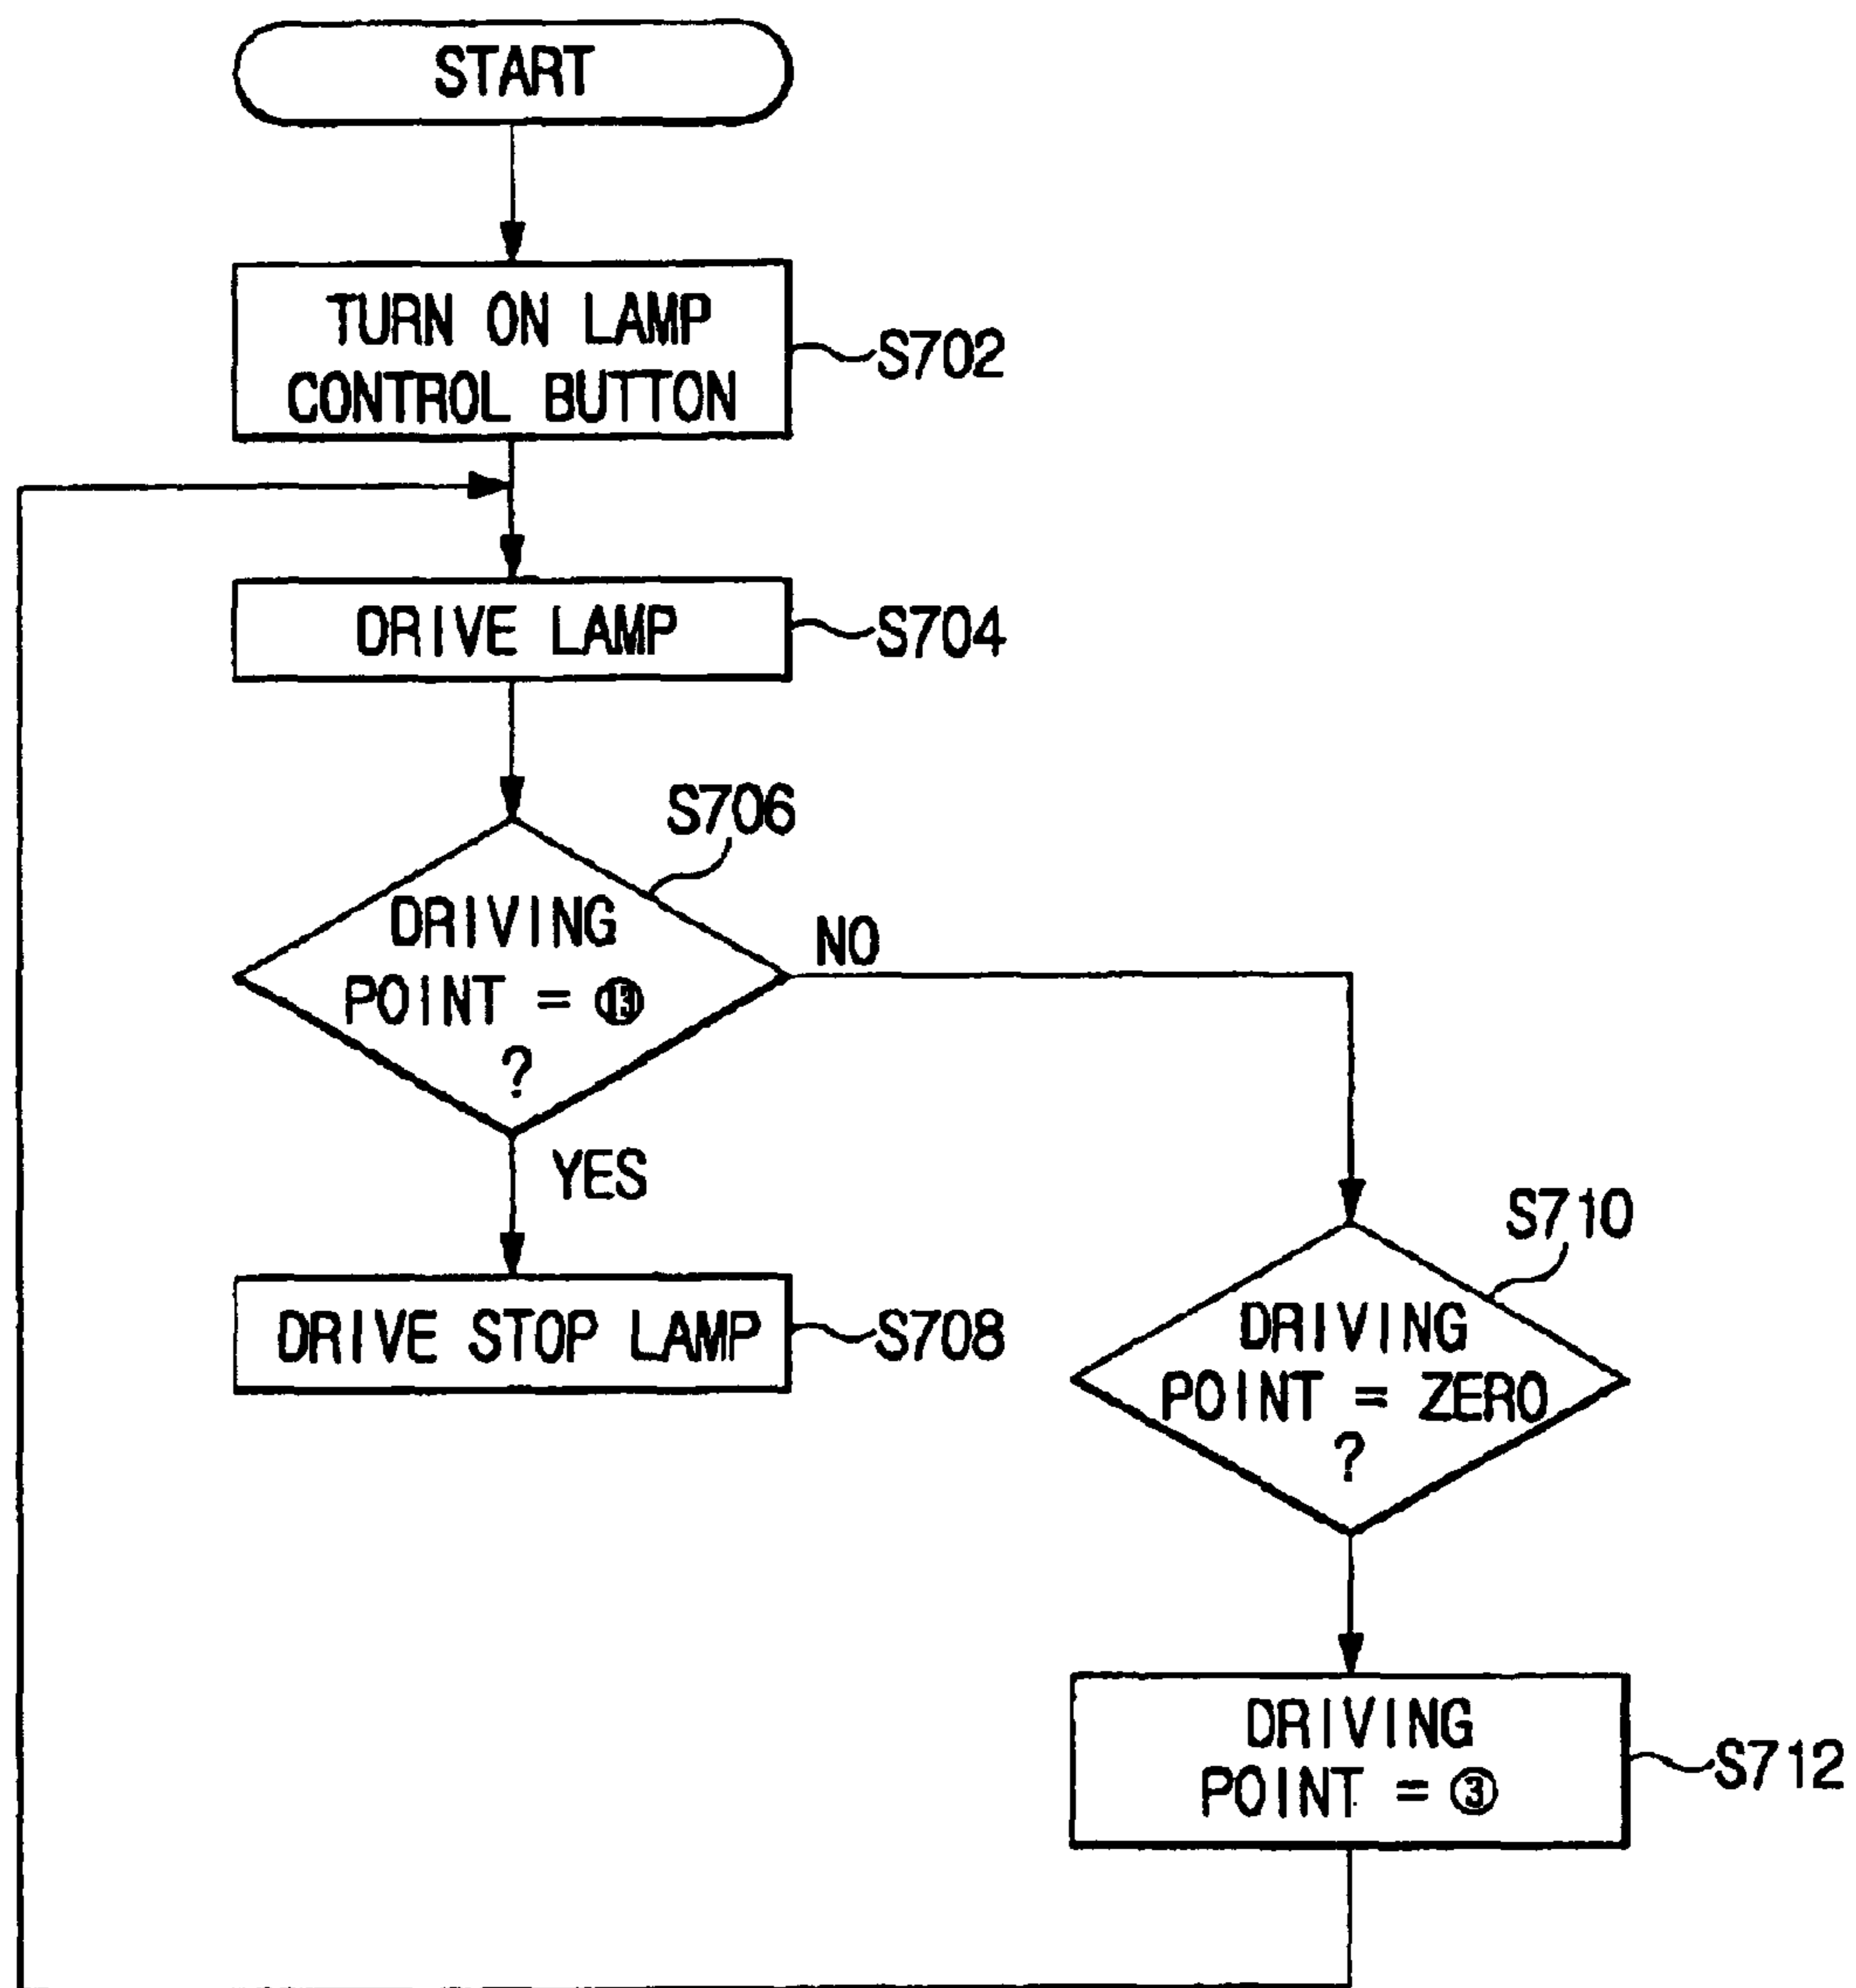 START
TURN ON LAMP
CONTROL BUTTON
S702
DRIVE LAMP
S704
S706
DRIVING
POINT = ⑬
?
NO
YES
DRIVE STOP LAMP
S708
S710
DRIVING
POINT = ZERO
?
DRIVING
POINT = ③
S712